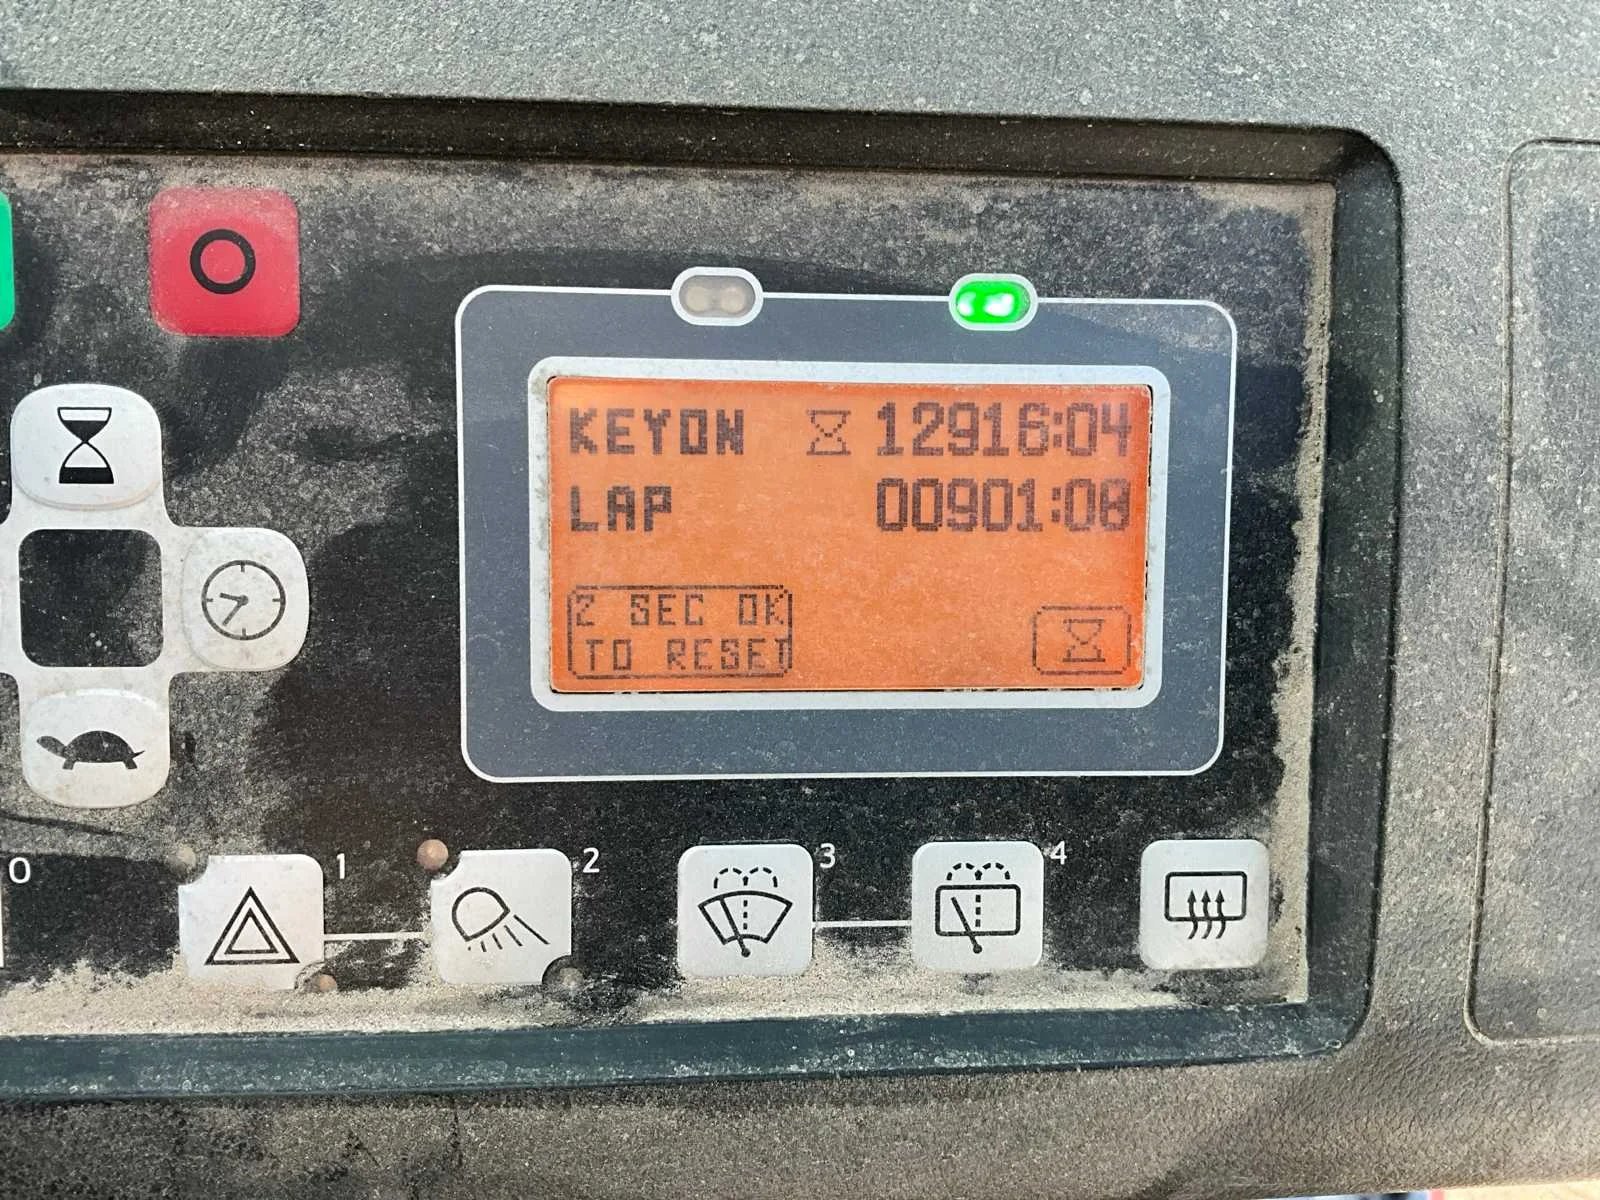 KEYON 12916:04
LAP 00901:08
2 SEC OK
TO RESET
0 1 2 3 4